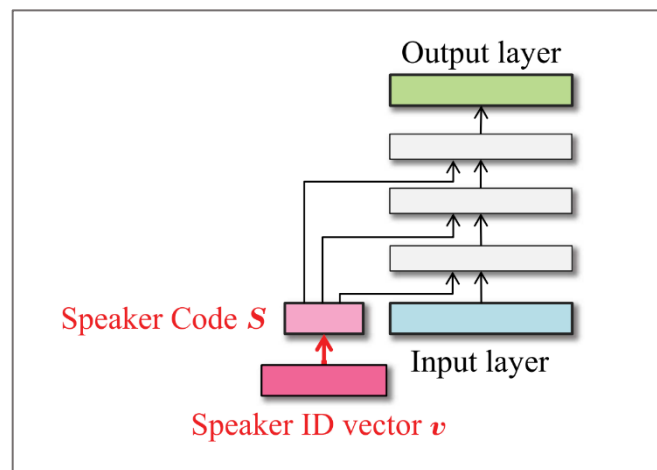 Output layer
Speaker Code S
Input layer
Speaker ID vector v